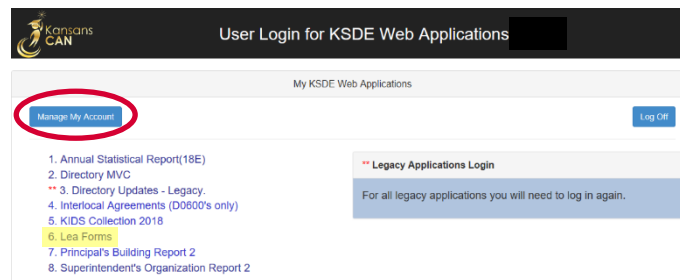 Kansans
CAN
User Login for KSDE Web Applications
My KSDE Web Applications
Manage My Account
Log Off
1. Annual Statistical Report(18E)
2. Directory MVC
** 3. Directory Updates - Legacy.
4. Interlocal Agreements (D0600's only)
5. KIDS Collection 2018
6. Lea Forms
7. Principal's Building Report 2
8. Superintendent's Organization Report 2
** Legacy Applications Login
For all legacy applications you will need to log in again.